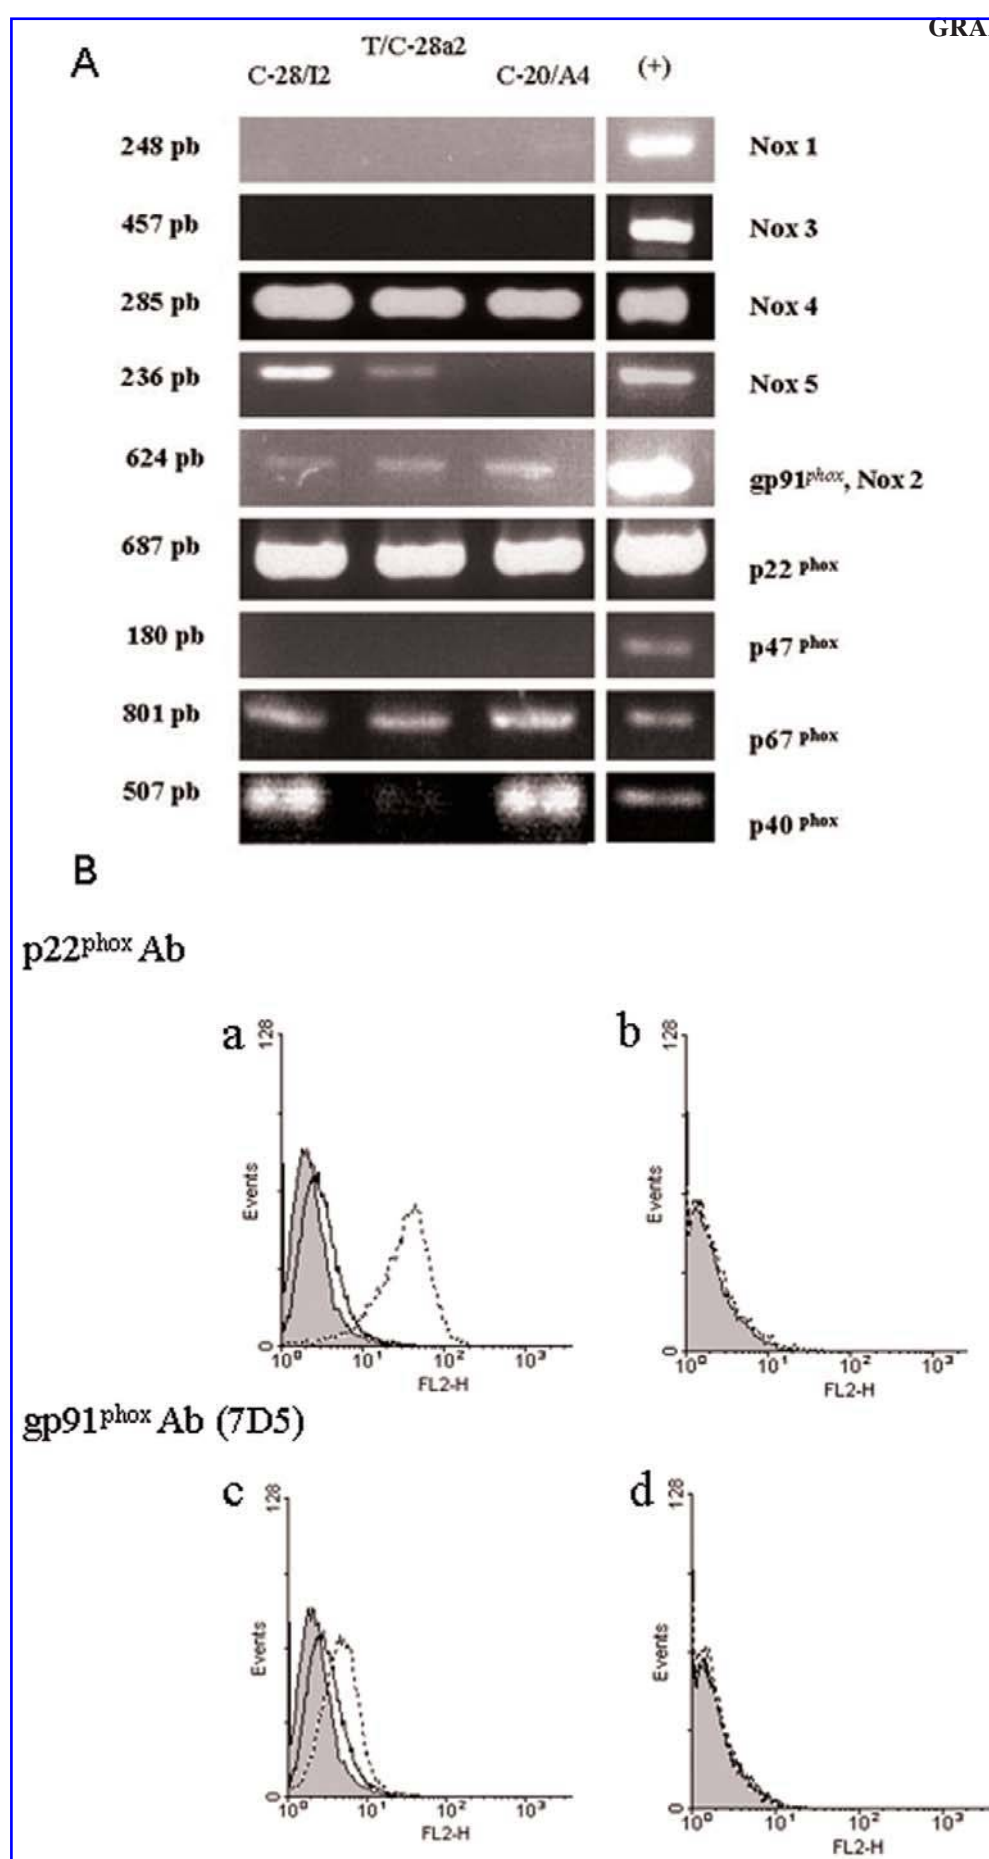 GRA
A
T/C-28a2
C-28/I2 C-20/A4 (+)
248 pb Nox 1
457 pb Nox 3
285 pb Nox 4
236 pb Nox 5
624 pb gp91phox, Nox 2
687 pb p22 phox
180 pb p47 phox
801 pb p67 phox
507 pb p40 phox
B
p22phox Ab
a b
128 128
Events Events
0 0
10⁰ 10¹ 10² 10³ 10⁰ 10¹ 10² 10³
FL2-H FL2-H
gp91phox Ab (7D5)
c d
128 128
Events Events
0 0
10⁰ 10¹ 10² 10³ 10⁰ 10¹ 10² 10³
FL2-H FL2-H